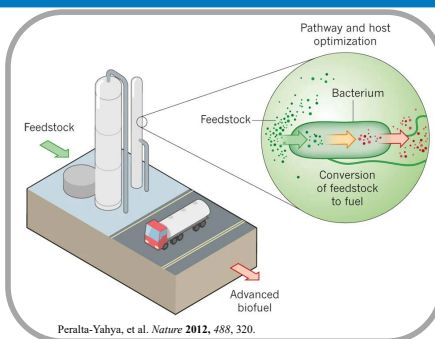 Pathway and host
optimization
Bacterium
Feedstock
Feedstock
Conversion
of feedstock
to fuel
Advanced
biofuel
Peralta-Yahya, et al. Nature 2012, 488, 320.